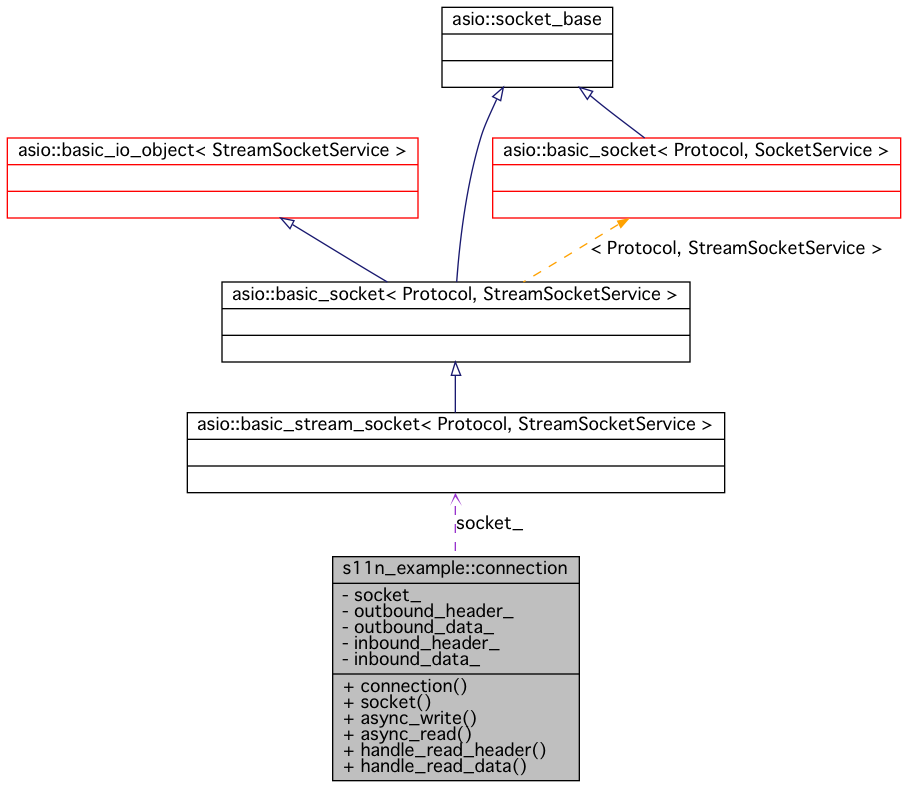 asio::socket_base
asio::basic_io_object< StreamSocketService >
asio::basic_socket< Protocol, SocketService >
< Protocol, StreamSocketService >
asio::basic_socket< Protocol, StreamSocketService >
asio::basic_stream_socket< Protocol, StreamSocketService >
socket_
s11n_example::connection
- socket_
- outbound_header_
- outbound_data_
- inbound_header_
- inbound_data_
+ connection()
+ socket()
+ async_write()
+ async_read()
+ handle_read_header()
+ handle_read_data()